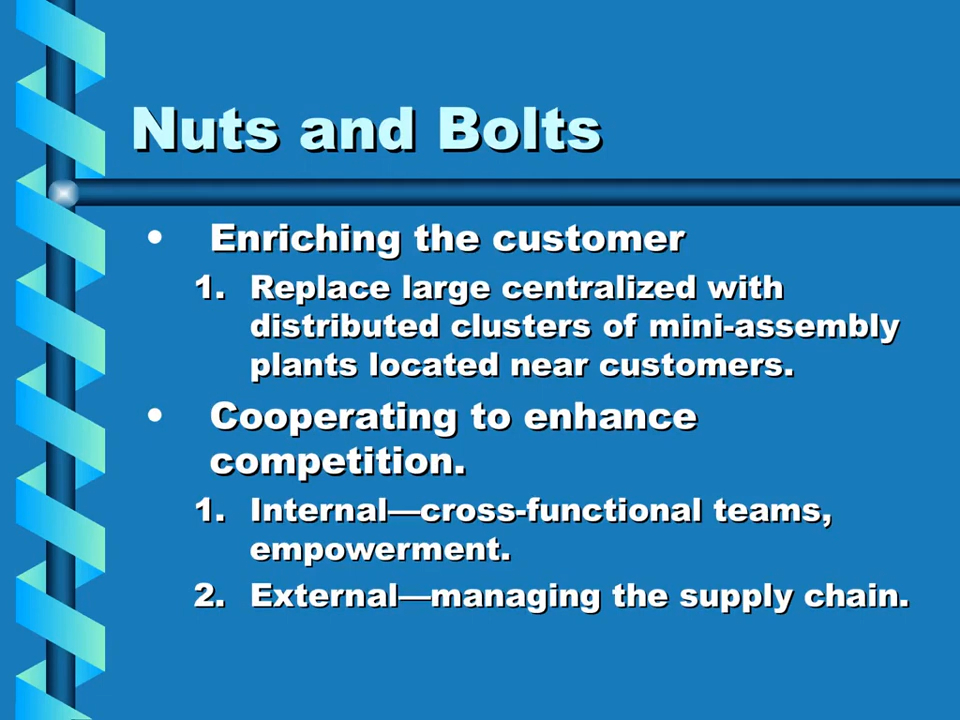 Nuts and Bolts
• Enriching the customer
1. Replace large centralized with
distributed clusters of mini-assembly
plants located near customers.
• Cooperating to enhance
competition.
1. Internal—cross-functional teams,
empowerment.
2. External—managing the supply chain.